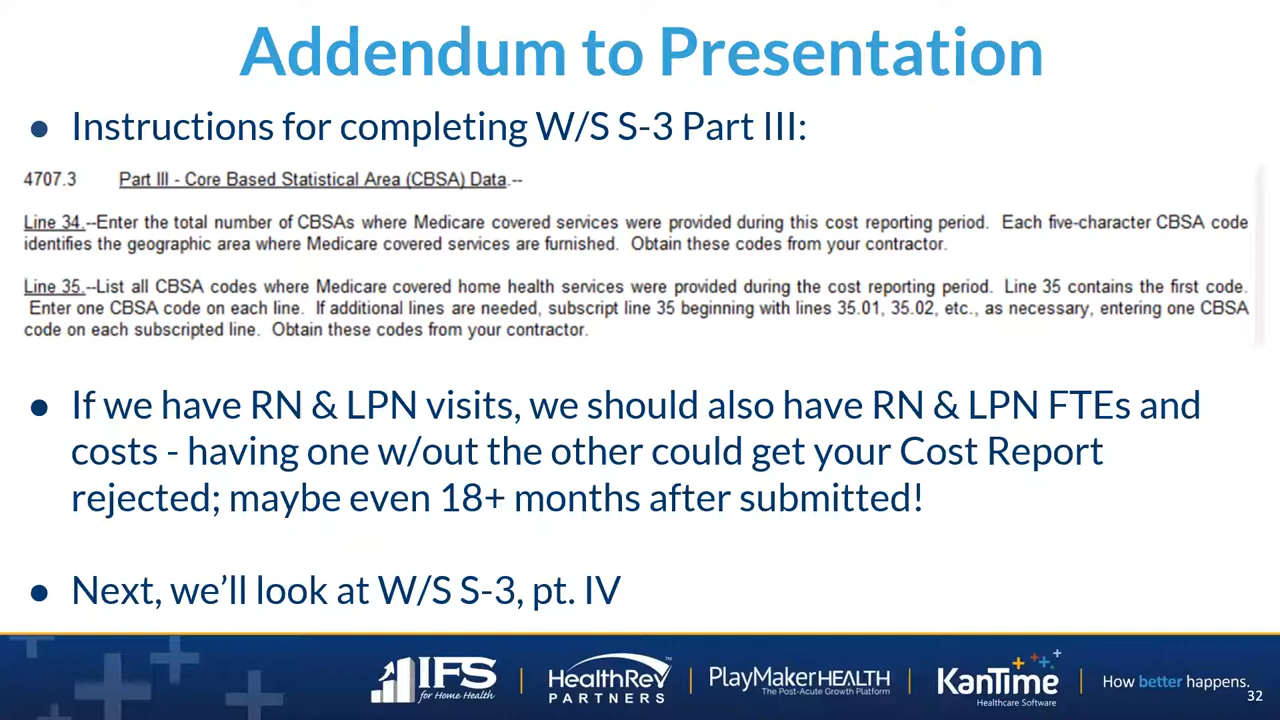 Addendum to Presentation
● Instructions for completing W/S S-3 Part III:
4707.3 Part III - Core Based Statistical Area (CBSA) Data.--
Line 34.--Enter the total number of CBSAs where Medicare covered services were provided during this cost reporting period. Each five-character CBSA code
identifies the geographic area where Medicare covered services are furnished. Obtain these codes from your contractor.
Line 35.--List all CBSA codes where Medicare covered home health services were provided during the cost reporting period. Line 35 contains the first code.
Enter one CBSA code on each line. If additional lines are needed, subscript line 35 beginning with lines 35.01, 35.02, etc., as necessary, entering one CBSA
code on each subscripted line. Obtain these codes from your contractor.
● If we have RN & LPN visits, we should also have RN & LPN FTEs and
costs - having one w/out the other could get your Cost Report
rejected; maybe even 18+ months after submitted!
● Next, we’ll look at W/S S-3, pt. IV
IFS
for Home Health
HealthRev
PARTNERS
PlayMakerHEALTH
The Post-Acute Growth Platform
KanTime
Healthcare Software
How better happens.
32